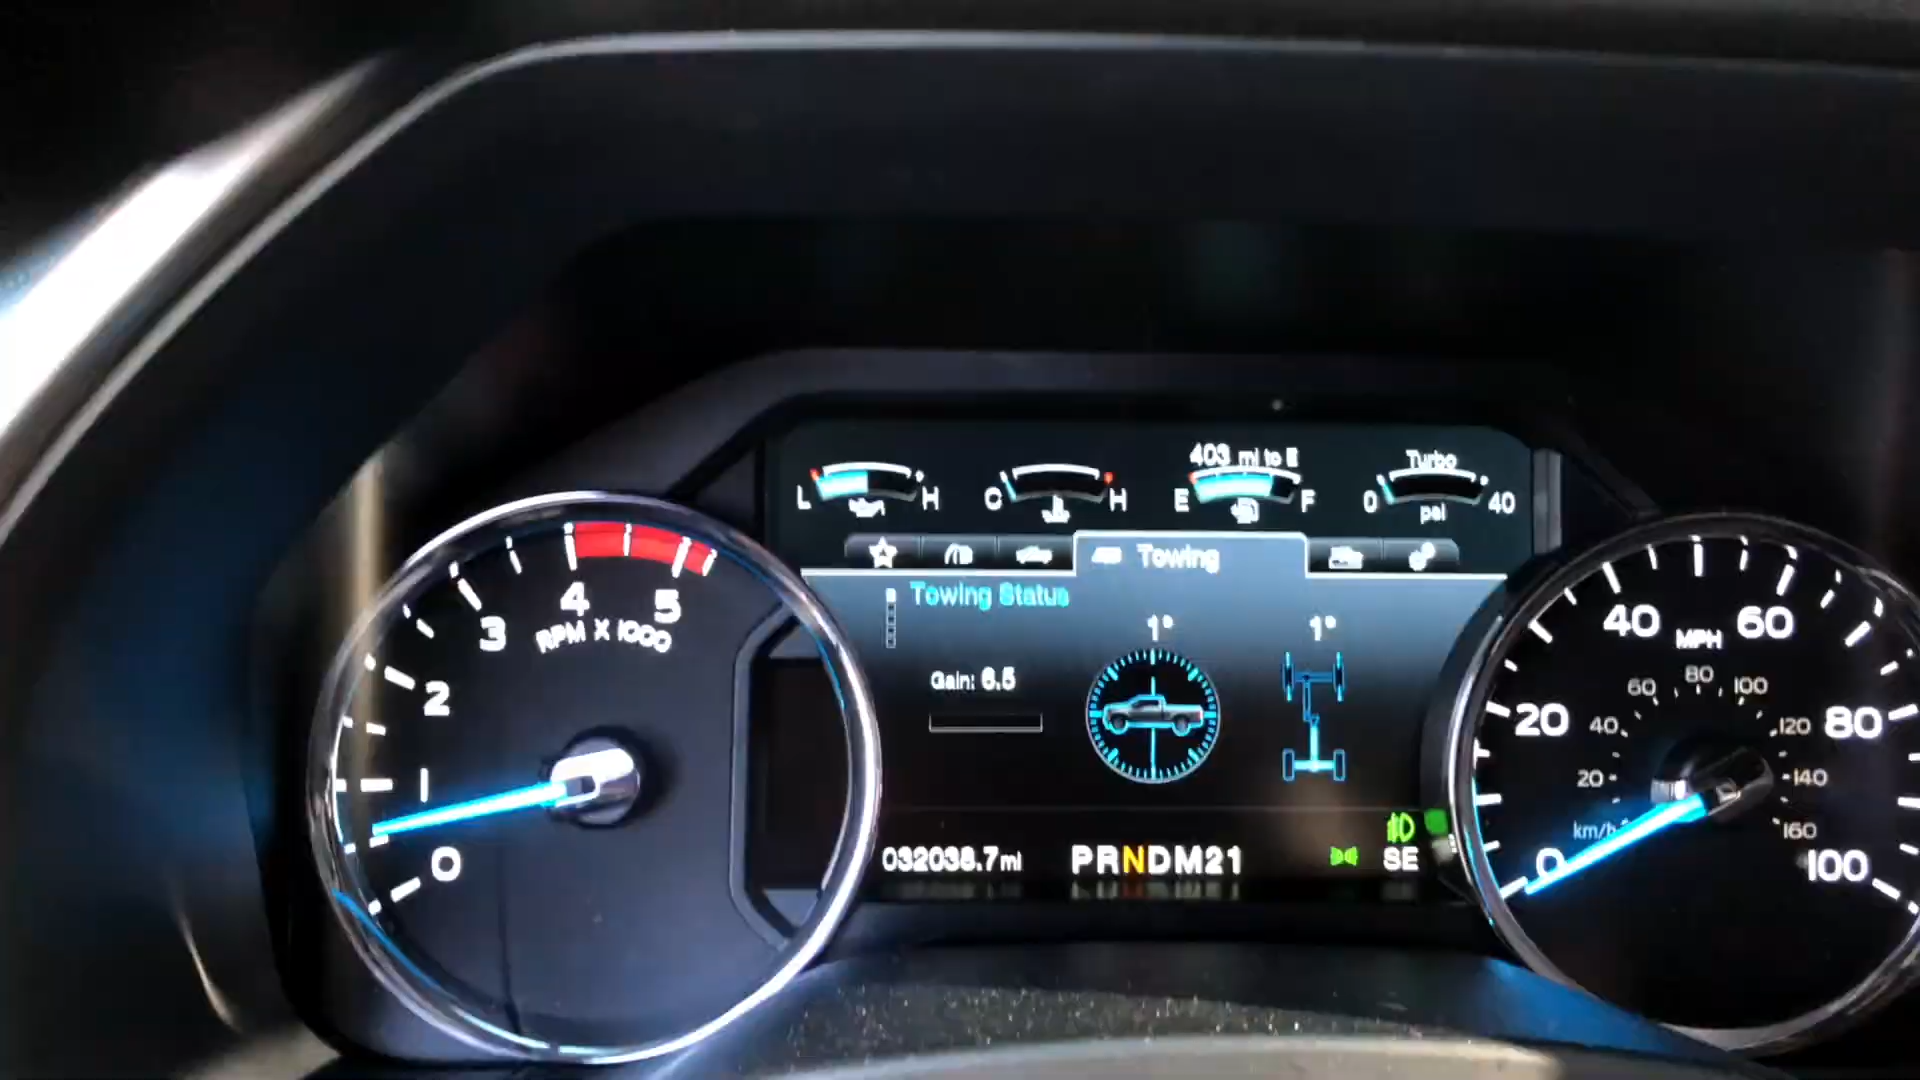 403 mi to E
Turbo
L H
C H
E F
0 40
psi
Towing
Towing Status
1° 1°
Gain: 6.5
032038.7mi
PRNDM21
SE
0
1
2
3
4
5
RPM X 1000
0
20
40
60
80
100
MPH
20
40
60
80
100
120
140
160
km/h